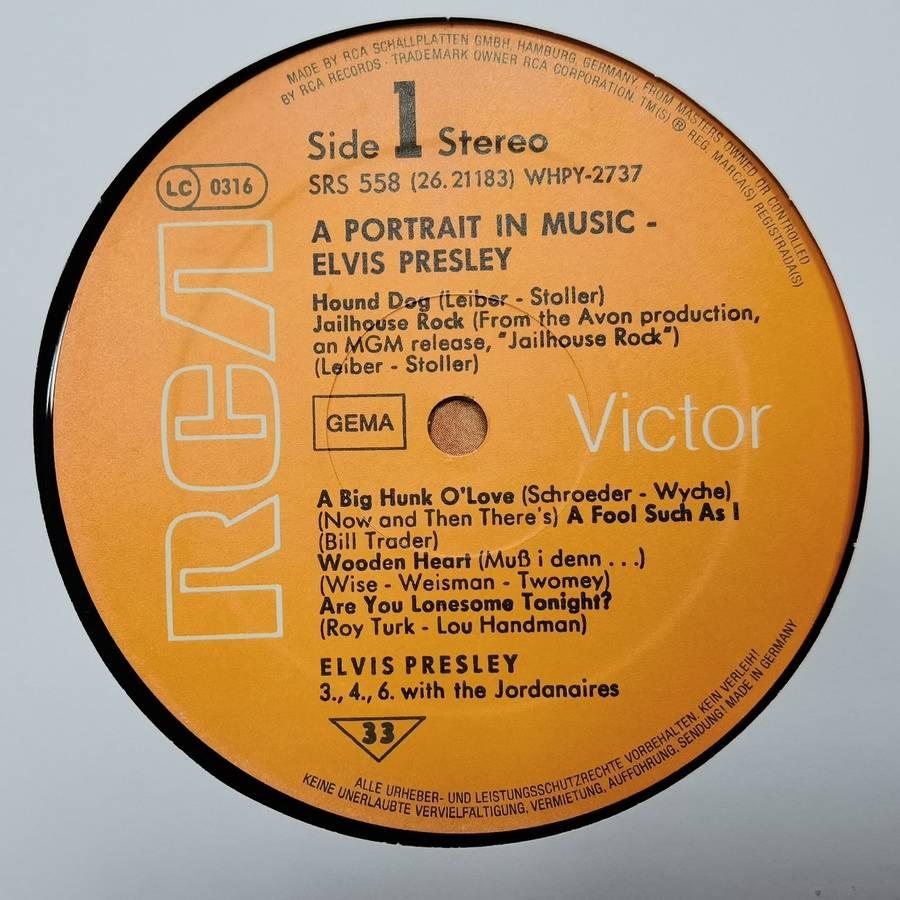 MADE BY RCA SCHALLPLATTEN GMBH, HAMBURG, GERMANY, FROM MASTERS OWNED OR CONTROLLED
BY RCA RECORDS · TRADEMARK OWNER RCA CORPORATION. TM(S) ® REG. MARCA(S) REGISTRADA(S)
Side 1 Stereo
LC 0316
SRS 558 (26.21183) WHPY-2737
A PORTRAIT IN MUSIC -
ELVIS PRESLEY
Hound Dog (Leiber - Stoller)
Jailhouse Rock (From the Avon production,
an MGM release, "Jailhouse Rock")
(Leiber - Stoller)
RCA
GEMA
Victor
A Big Hunk O'Love (Schroeder - Wyche)
(Now and Then There's) A Fool Such As I
(Bill Trader)
Wooden Heart (Muß i denn . . .)
(Wise - Weisman - Twomey)
Are You Lonesome Tonight?
(Roy Turk - Lou Handman)
ELVIS PRESLEY
3., 4., 6. with the Jordanaires
33
ALLE URHEBER- UND LEISTUNGSSCHUTZRECHTE VORBEHALTEN. KEIN VERLEIH!
KEINE UNERLAUBTE VERVIELFÄLTIGUNG, VERMIETUNG, AUFFÜHRUNG, SENDUNG! MADE IN GERMANY